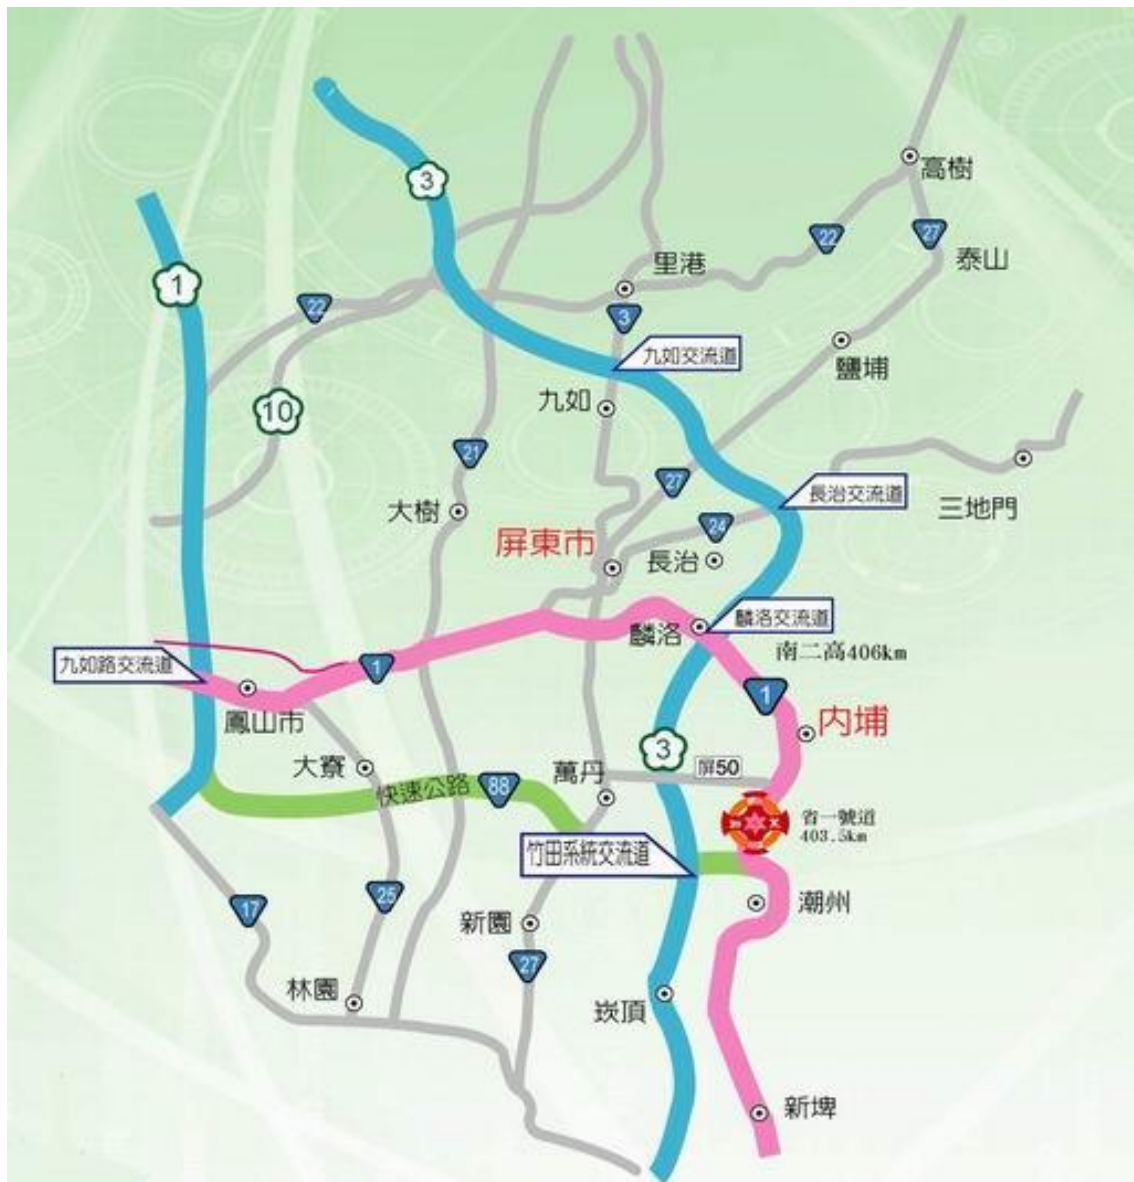 3
高樹
22
27
泰山
里港
1
22
3
九如交流道
鹽埔
九如
10
21
27
長治交流道
三地門
大樹
24
屏東市
長治
麟洛交流道
麟洛
南二高406km
九如路交流道
1
1
內埔
鳳山市
3
大寮
萬丹
屏50
快速公路
88
省一號道
403.5km
竹田系統交流道
25
17
潮州
新園
27
林園
崁頂
新埤